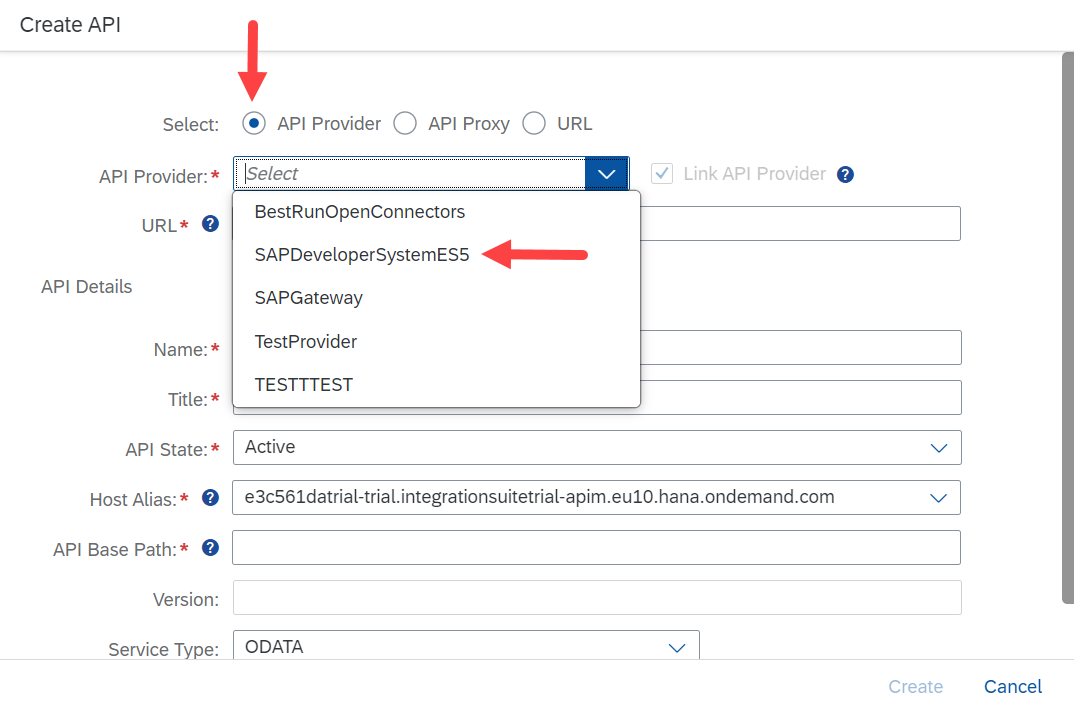 Create API
Select: API Provider API Proxy URL
API Provider:* Select Link API Provider ?
BestRunOpenConnectors
URL* ?
SAPDeveloperSystemES5
API Details
SAPGateway
TestProvider
Name:*
TESTTTEST
Title:*
API State:* Active
Host Alias:* ? e3c561datrial-trial.integrationsuitetrial-apim.eu10.hana.ondemand.com
API Base Path:* ?
Version:
Service Type: ODATA
Create Cancel